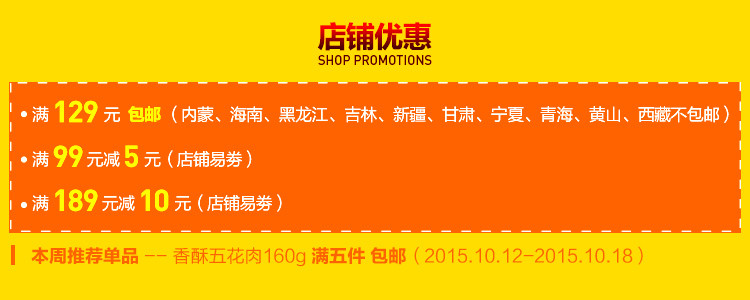 店铺优惠
SHOP PROMOTIONS
• 满 129 元 包邮（内蒙、海南、黑龙江、吉林、新疆、甘肃、宁夏、青海、黄山、西藏不包邮）
• 满 99 元减 5 元（店铺易劵）
• 满 189 元减 10 元（店铺易劵）
本周推荐单品 -- 香酥五花肉160g 满五件 包邮（2015.10.12-2015.10.18）